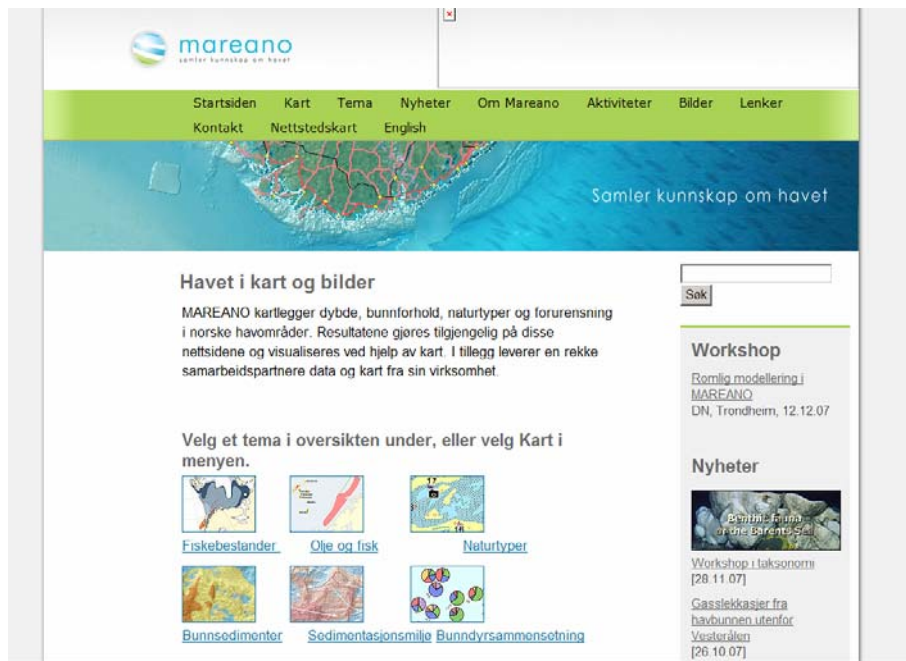 mareano
samler kunnskap om havet
Startsiden Kart Tema Nyheter Om Mareano Aktiviteter Bilder Lenker
Kontakt Nettstedskart English
Samler kunnskap om havet
Havet i kart og bilder
MAREANO kartlegger dybde, bunnforhold, naturtyper og forurensning
i norske havområder. Resultatene gjøres tilgjengelig på disse
nettsidene og visualiseres ved hjelp av kart. I tillegg leverer en rekke
samarbeidspartnere data og kart fra sin virksomhet.
Velg et tema i oversikten under, eller velg Kart i
menyen.
Fiskebestander Olje og fisk Naturtyper
Bunnsedimenter Sedimentasjonsmiljø Bunndyrsammensetning
Søk
Workshop
Romlig modellering i
MAREANO
DN, Trondheim, 12.12.07
Nyheter
Benthic fauna
of the Barents Sea
Workshop i taksonomi
[28.11.07]
Gasslekkasjer fra
havbunnen utenfor
Vesterålen
[26.10.07]